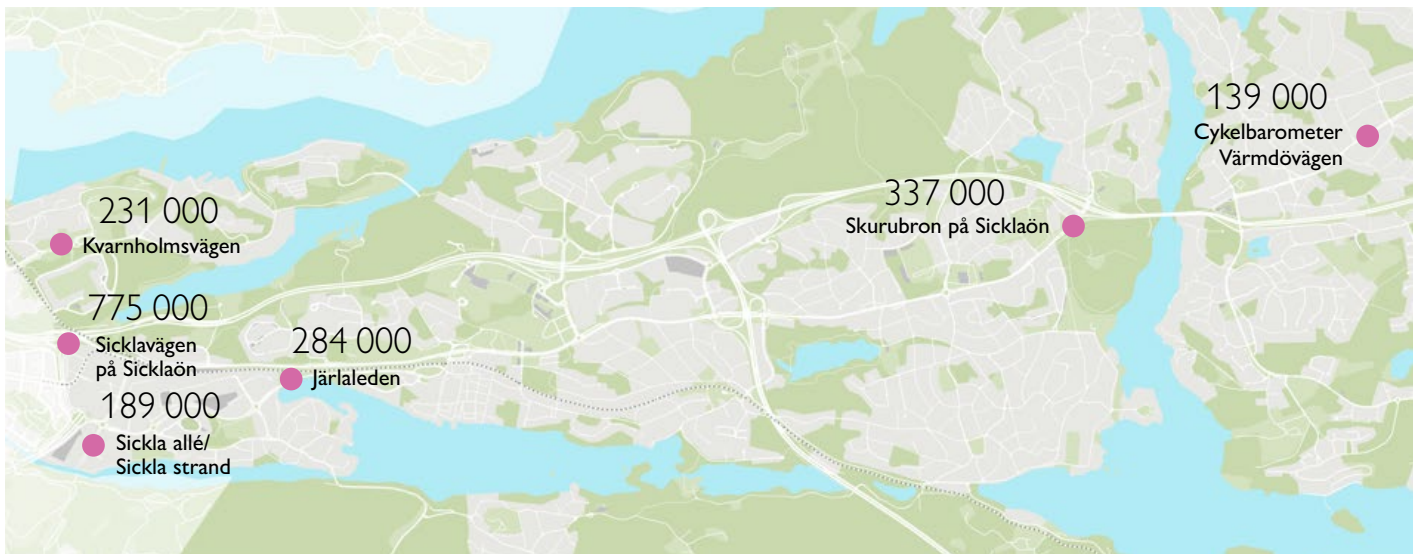 139 000
Cykelbarometer
Värmdövägen
337 000
Skurubron på Sicklaön
231 000
Kvarnholmsvägen
775 000
Sicklavägen
på Sicklaön
284 000
Järlaleden
189 000
Sickla allé/
Sickla strand